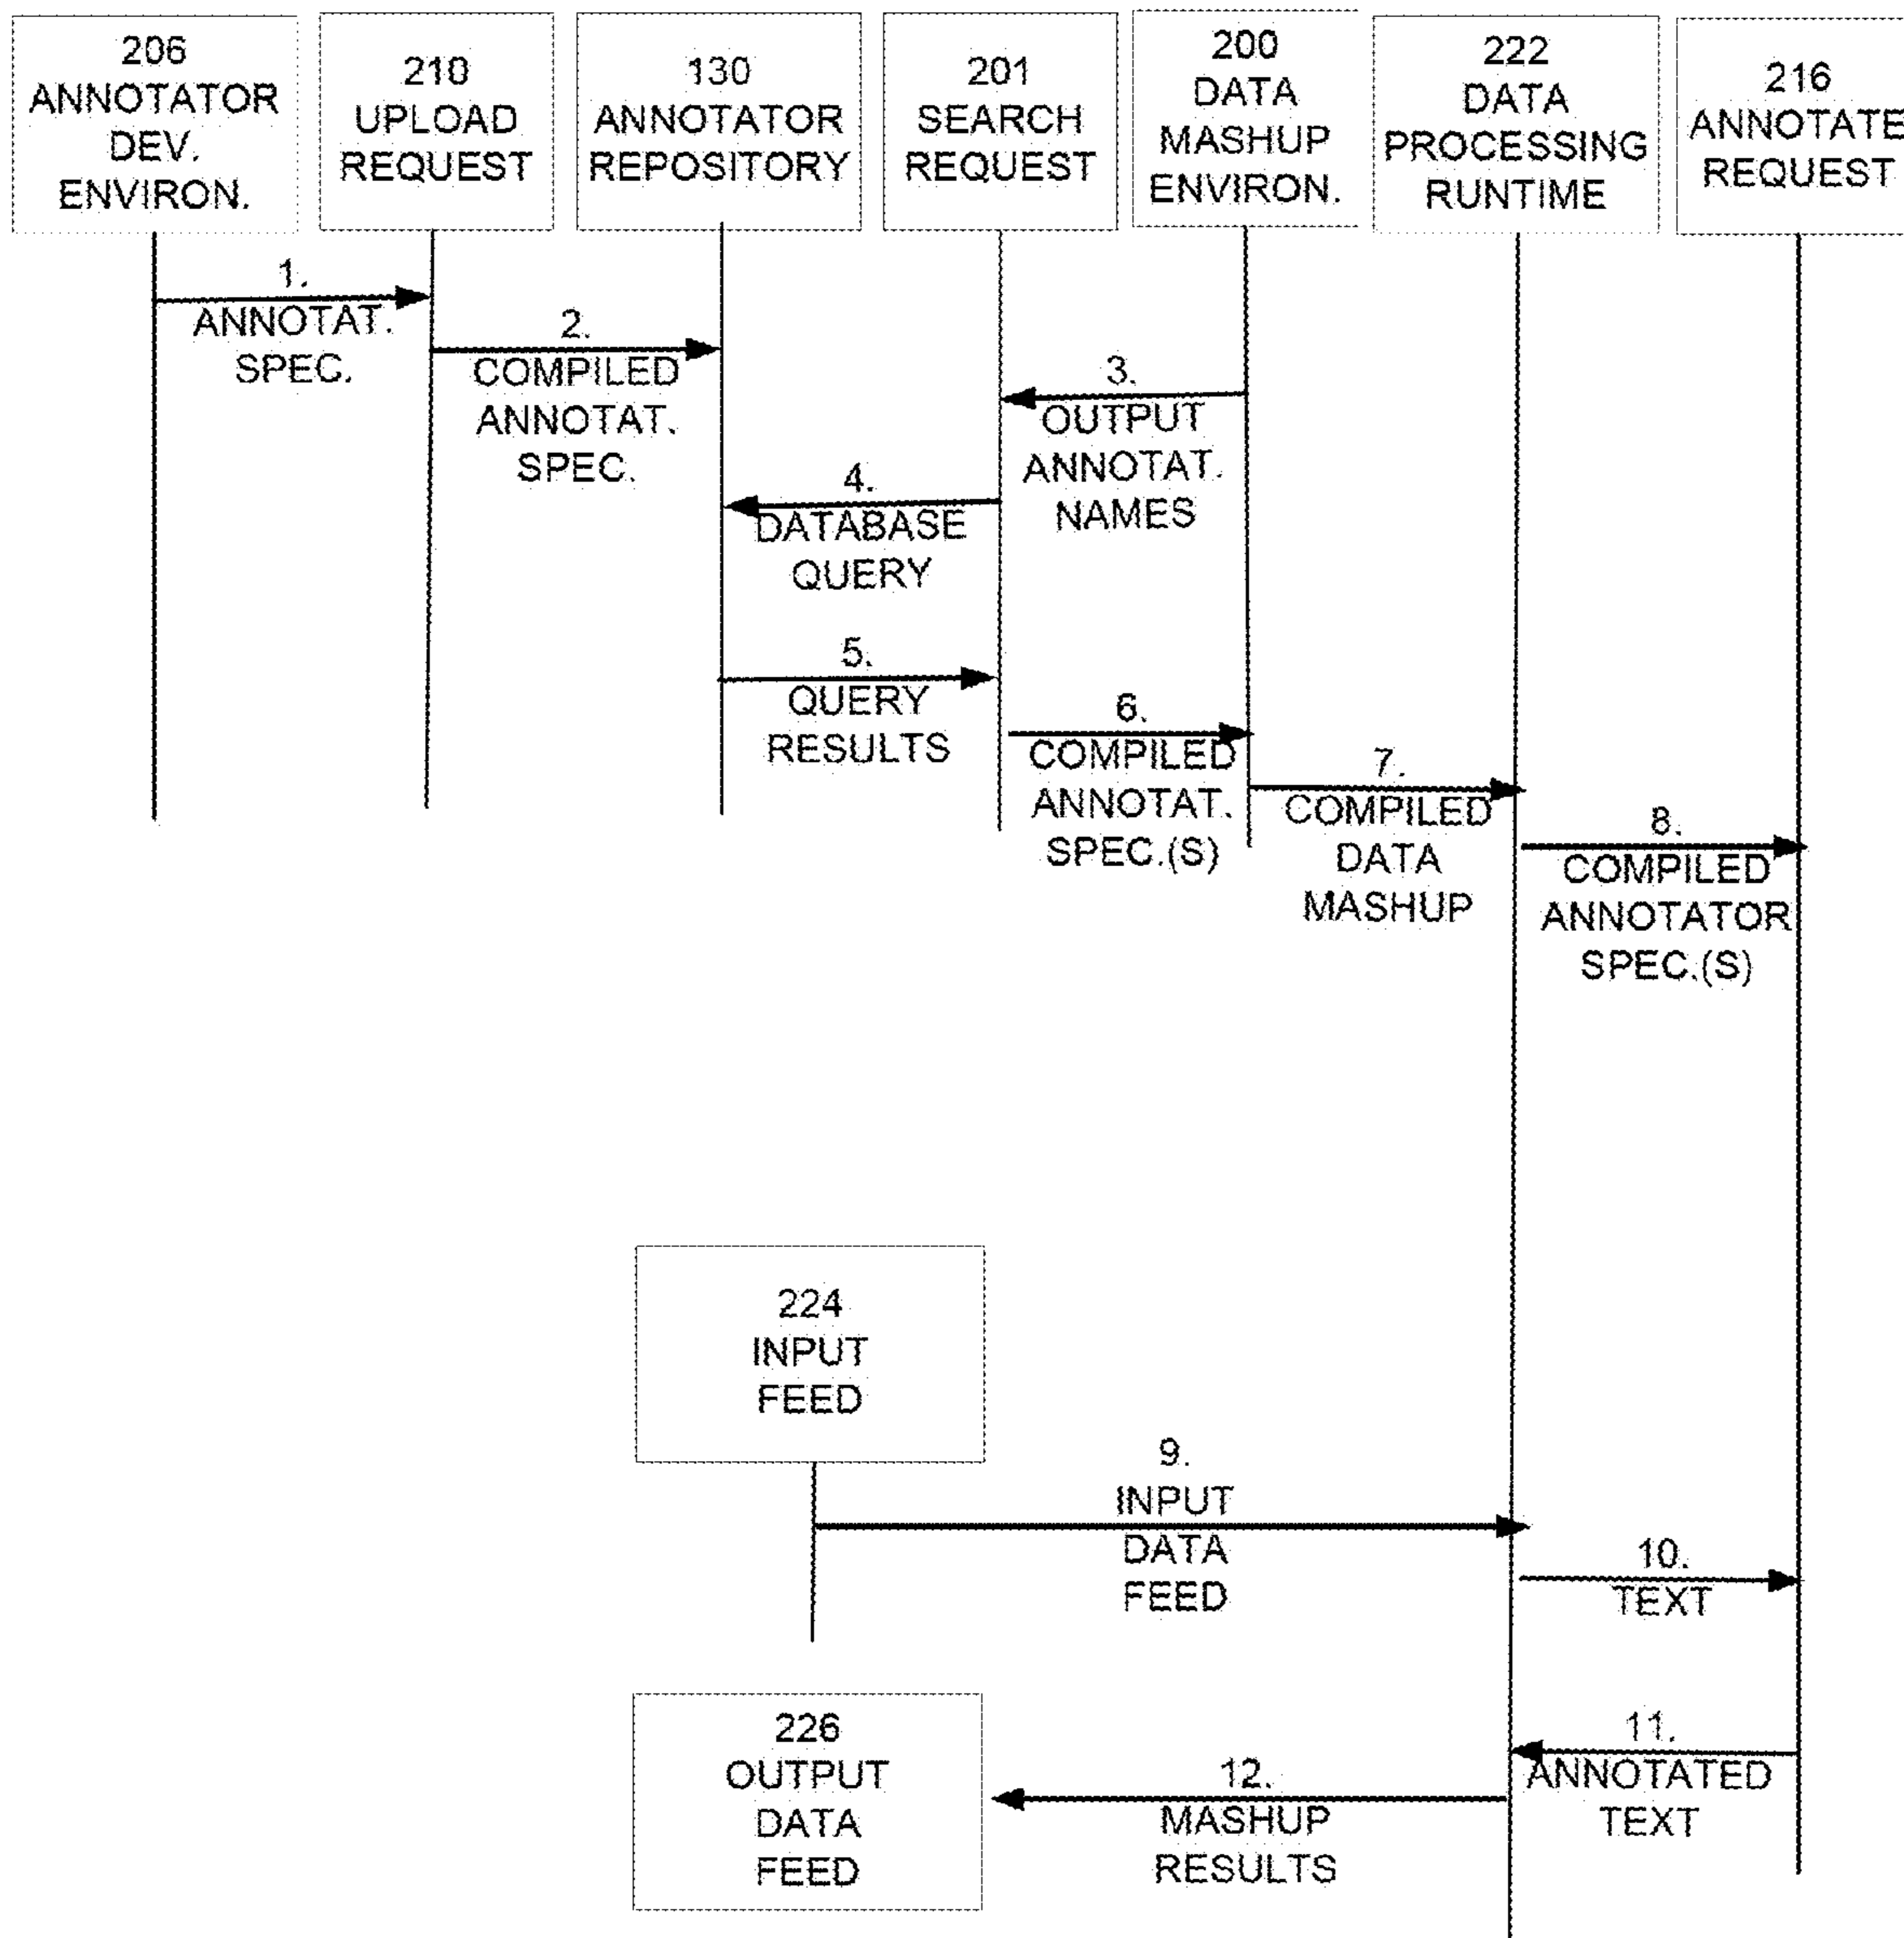 206
ANNOTATOR
DEV.
ENVIRON.
210
UPLOAD
REQUEST
130
ANNOTATOR
REPOSITORY
201
SEARCH
REQUEST
200
DATA
MASHUP
ENVIRON.
222
DATA
PROCESSING
RUNTIME
216
ANNOTATE
REQUEST
1.
ANNOTAT.
SPEC.
2.
COMPILED
ANNOTAT.
SPEC.
3.
OUTPUT
ANNOTAT.
NAMES
4.
DATABASE
QUERY
5.
QUERY
RESULTS
6.
COMPILED
ANNOTAT.
SPEC.(S)
7.
COMPILED
DATA
MASHUP
8.
COMPILED
ANNOTATOR
SPEC.(S)
224
INPUT
FEED
9.
INPUT
DATA
FEED
10.
TEXT
226
OUTPUT
DATA
FEED
11.
ANNOTATED
TEXT
12.
MASHUP
RESULTS